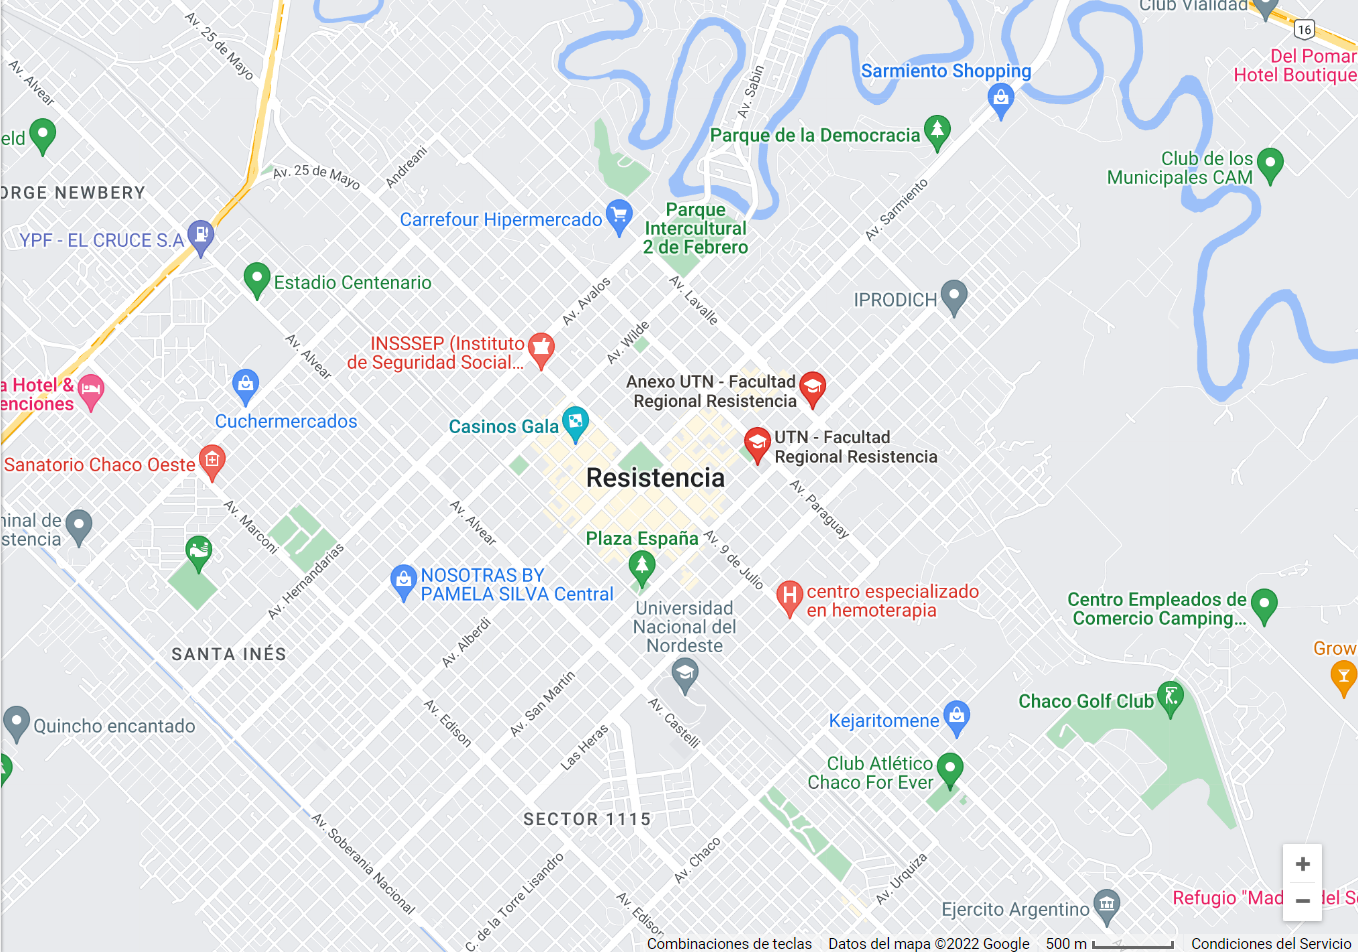 Club Vialidad
16
Av. 25 de Mayo
Del Pomar
Hotel Boutique
Av. Alvear
Av. Sabin
Sarmiento Shopping
eld
Parque de la Democracia
Andreani
Av. 25 de Mayo
Club de los
Municipales CAM
ORGE NEWBERY
Av. Sarmiento
Carrefour Hipermercado
Parque
Intercultural
2 de Febrero
YPF - EL CRUCE S.A
Estadio Centenario
Av. Avalos
Av. Lavalle
IPRODICH
Av. Wilde
Av. Alvear
INSSSEP (Instituto
de Seguridad Social...
a Hotel &
enciones
Anexo UTN - Facultad
Regional Resistencia
Cuchermercados
Casinos Gala
UTN - Facultad
Regional Resistencia
Sanatorio Chaco Oeste
Resistencia
Av. Paraguay
Av. Marconi
Av. Alvear
minal de
stencia
Plaza España
Av. 9 de Julio
Av. Hernandarias
NOSOTRAS BY
PAMELA SILVA Central
H
centro especializado
en hemoterapia
Universidad
Nacional del
Nordeste
Centro Empleados de
Comercio Camping...
Av. Alberdi
SANTA INÉS
Grow
Av. San Martin
Chaco Golf Club
Quincho encantado
Av. Edison
Av. Castelli
Kejaritomene
Las Heras
Club Atlético
Chaco For Ever
SECTOR 1115
Av. Soberanía Nacional
Av. Chaco
Av. Urquiza
C. de la Torre Lisandro
Av. Edison
Ejercito Argentino
Refugio "Mad del S
+
−
Combinaciones de teclas
Datos del mapa ©2022 Google
500 m
Condiciones del Servicio